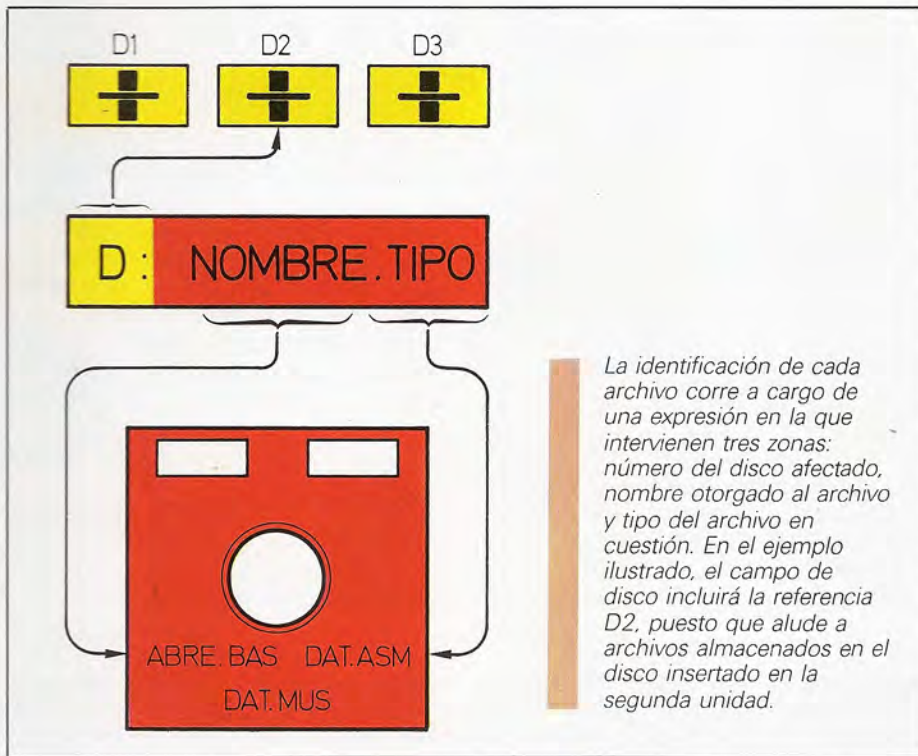 D1 D2 D3
D: NOMBRE.TIPO
ABRE.BAS DAT.ASM
DAT.MUS
La identificación de cada
archivo corre a cargo de
una expresión en la que
intervienen tres zonas:
número del disco afectado,
nombre otorgado al archivo
y tipo del archivo en
cuestión. En el ejemplo
ilustrado, el campo de
disco incluirá la referencia
D2, puesto que alude a
archivos almacenados en el
disco insertado en la
segunda unidad.